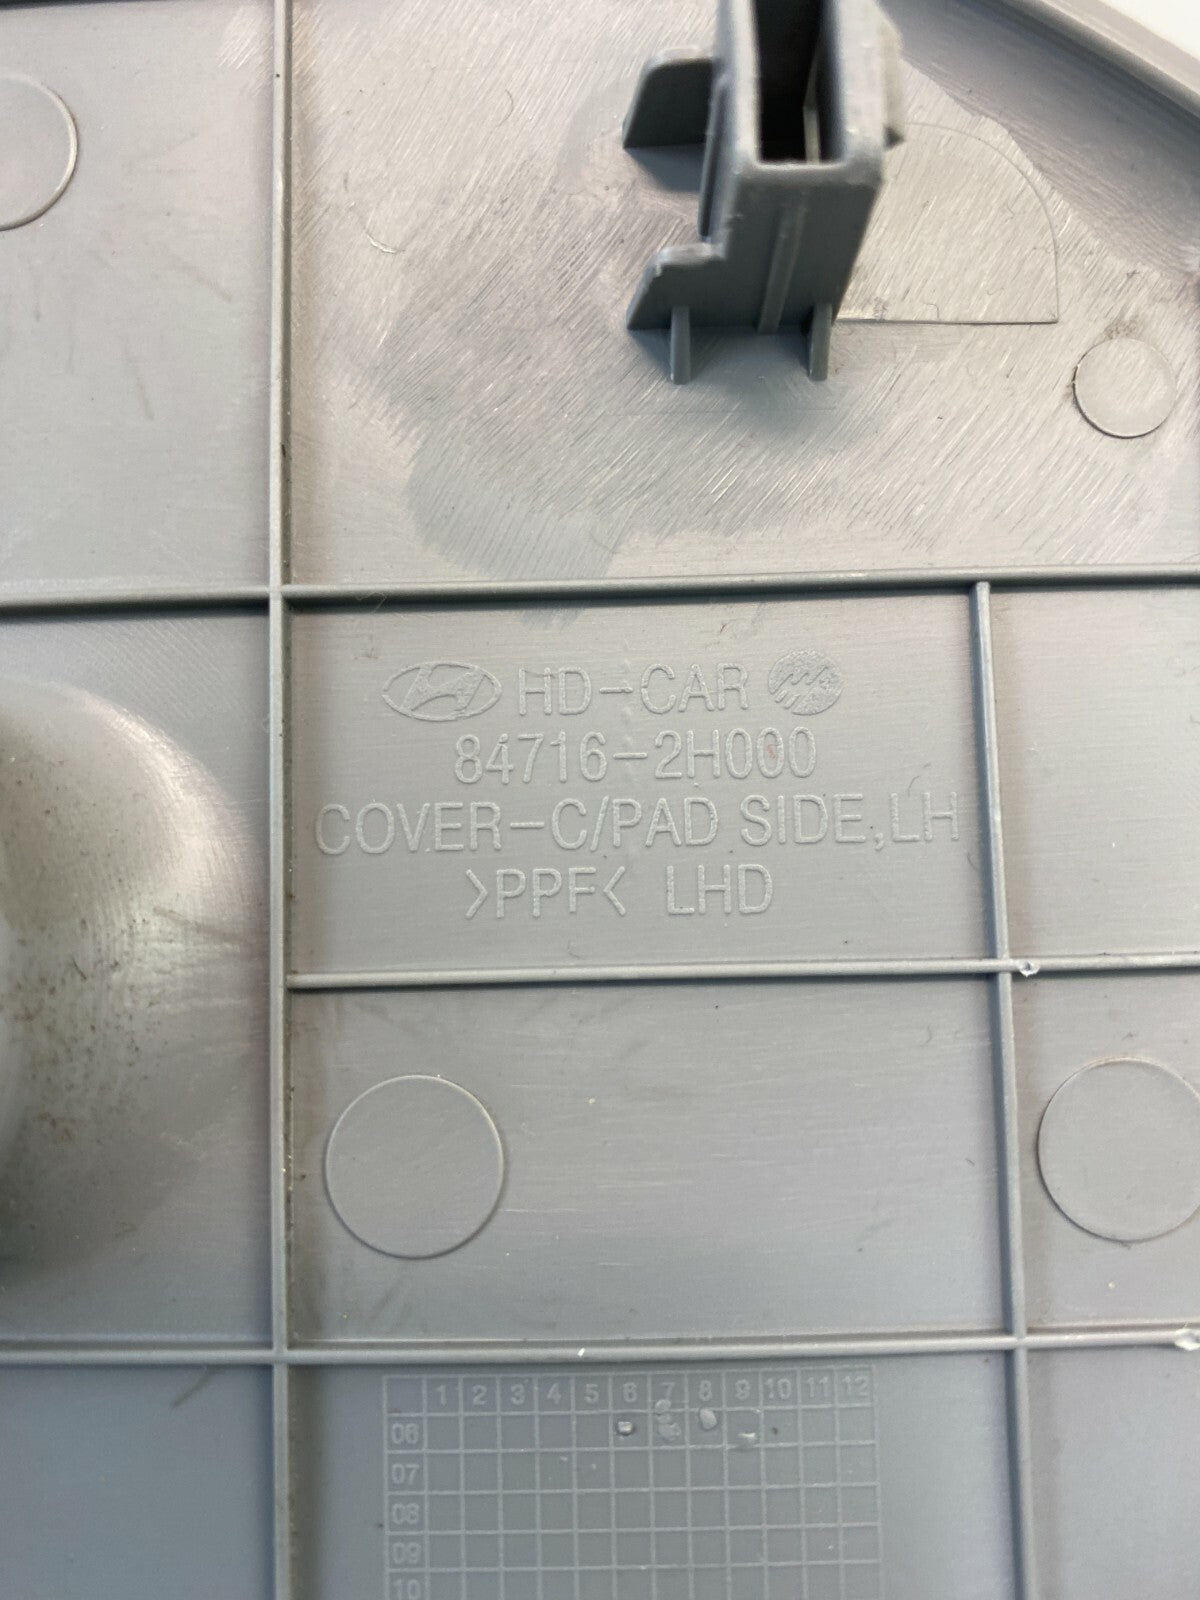 HD-CAR
84716-2H000
COVER-C/PAD SIDE,LH
>PPF< LHD
1 2 3 4 5 6 7 8 9 10 11 12
06
07
08
09
10